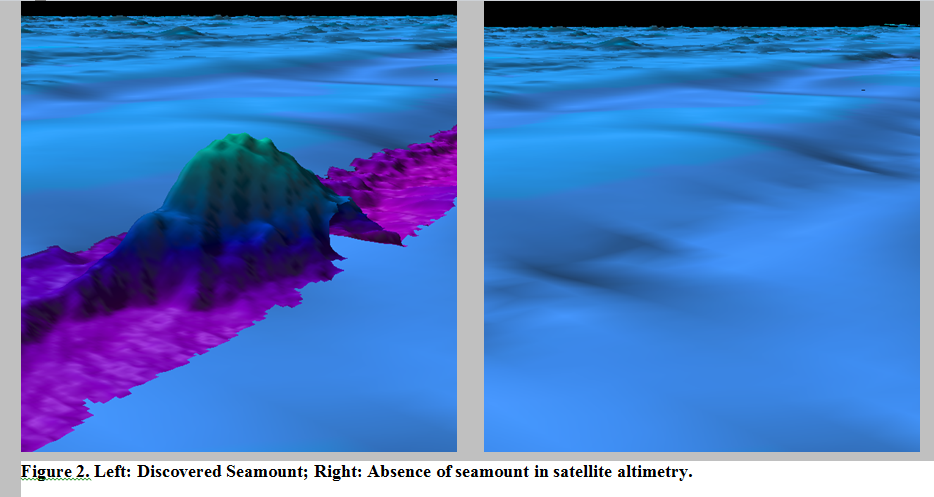 Figure 2. Left: Discovered Seamount; Right: Absence of seamount in satellite altimetry.